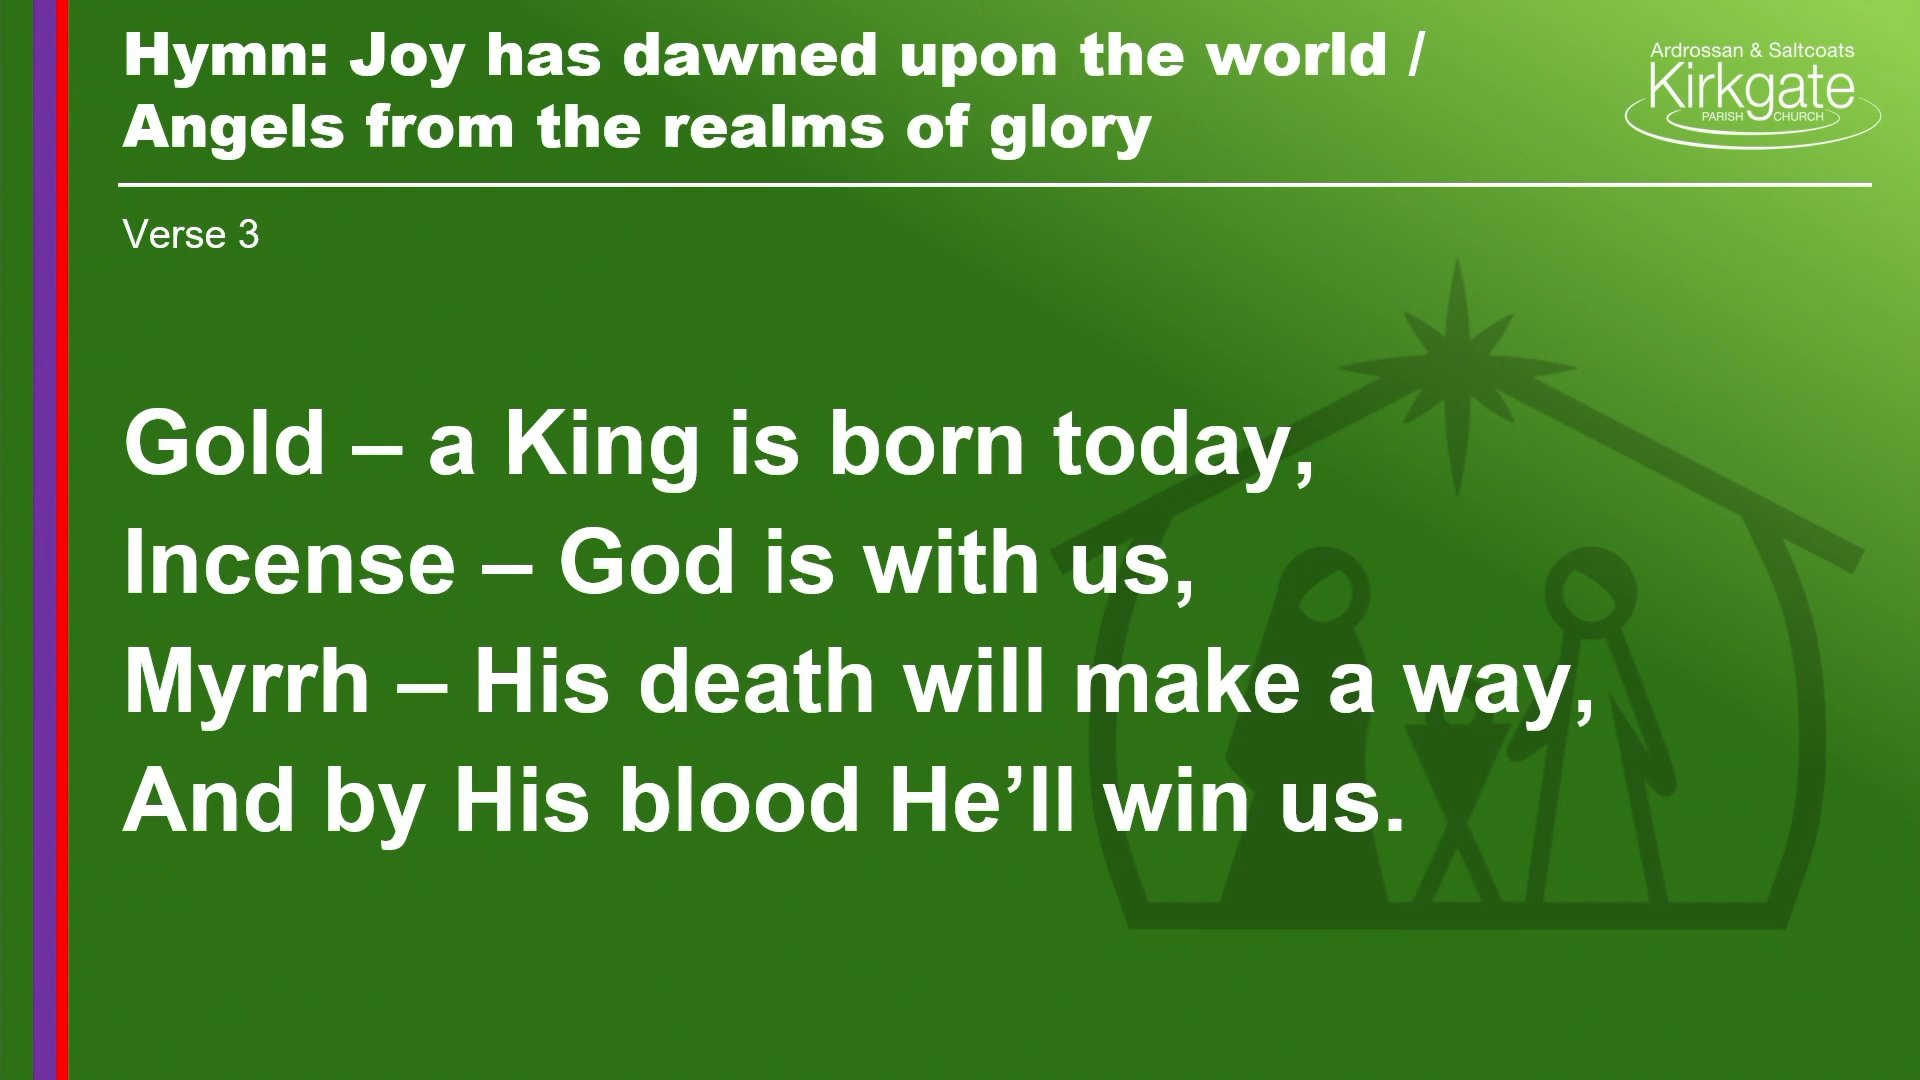 Hymn: Joy has dawned upon the world /
Angels from the realms of glory
Ardrossan & Saltcoats
Kirkgate
PARISH CHURCH
Verse 3
Gold – a King is born today,
Incense – God is with us,
Myrrh – His death will make a way,
And by His blood He’ll win us.